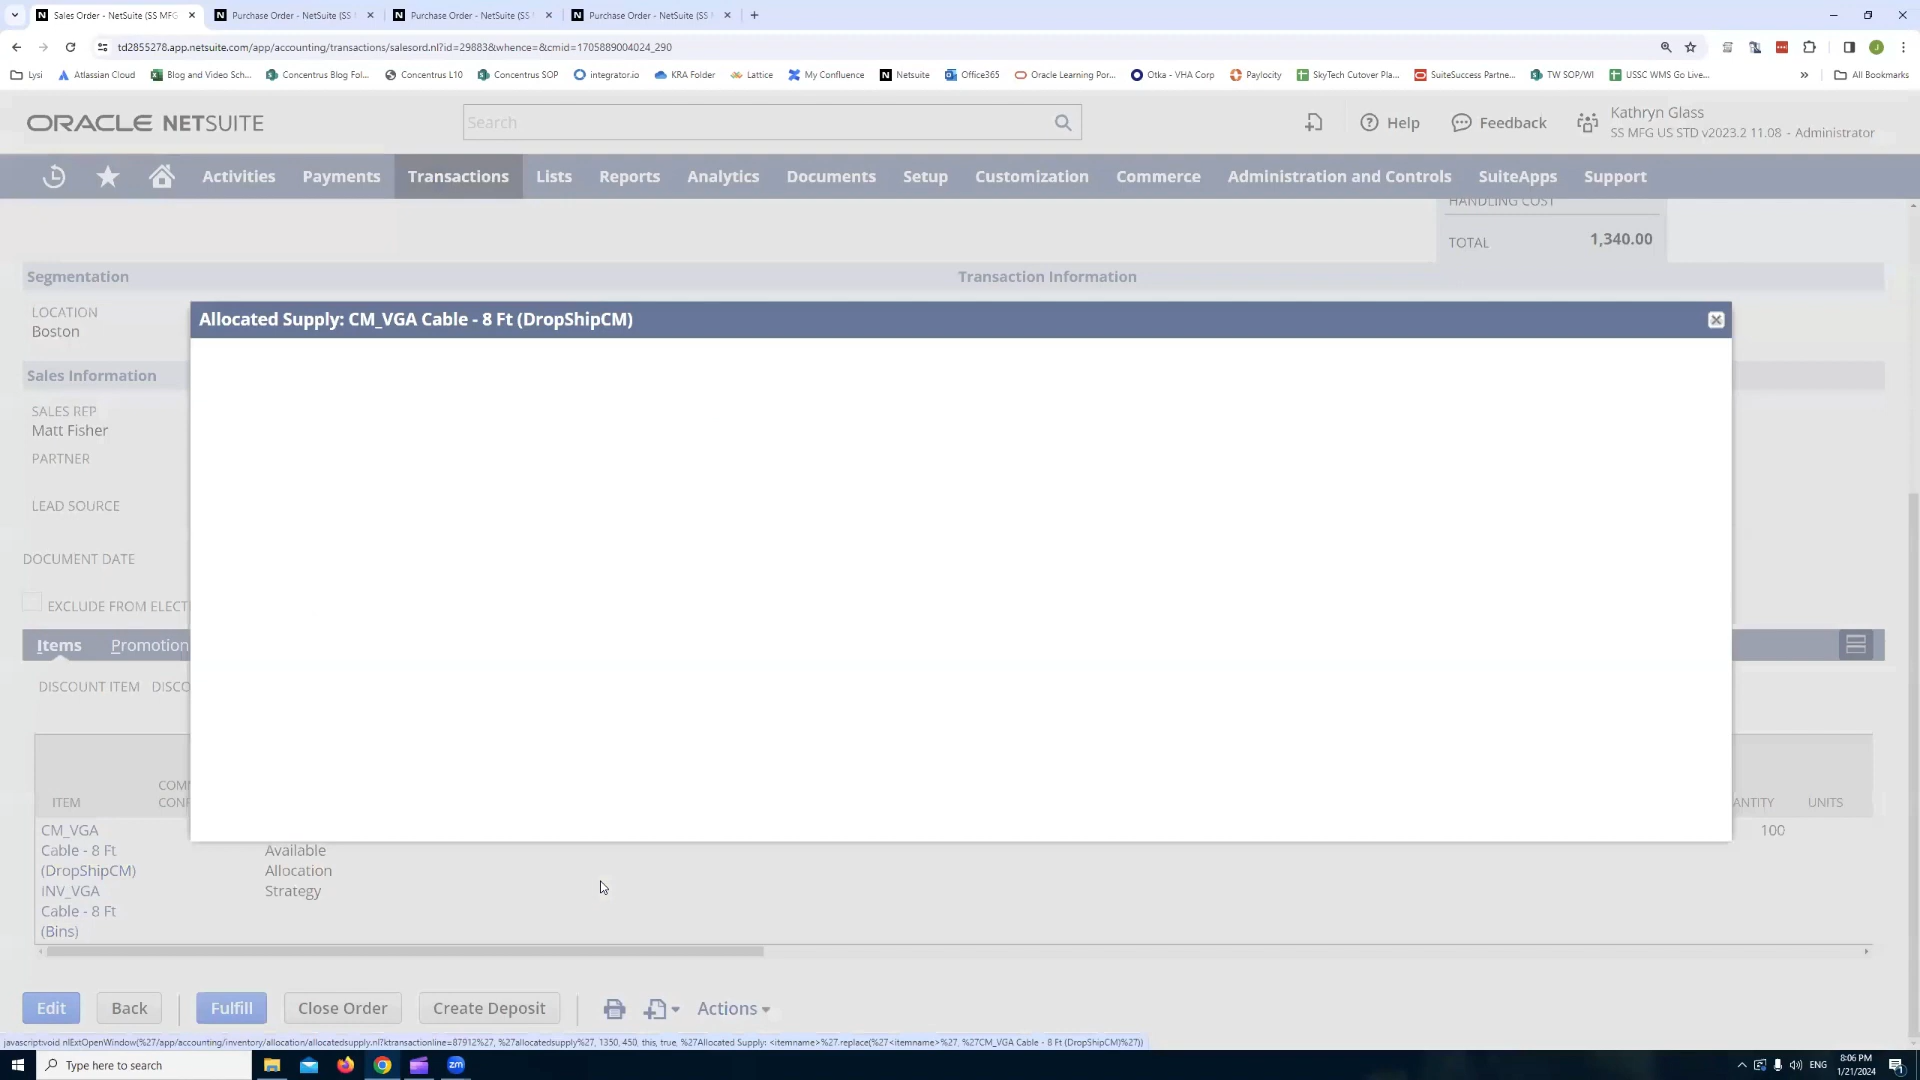 Sales Order - NetSuite (SS MFG
Purchase Order - NetSuite (SS
Purchase Order - NetSuite (SS
Purchase Order - NetSuite (SS
td2855278.app.netsuite.com/app/accounting/transactions/salesord.nl?id=29883&whence=&cmid=1705889004024_290
Lysi
Atlassian Cloud
Blog and Video Sch...
Concentrus Blog Fol...
Concentrus L10
Concentrus SOP
integrator.io
KRA Folder
Lattice
My Confluence
Netsuite
Office365
Oracle Learning Por...
Otka - VHA Corp
Paylocity
SkyTech Cutover Pla...
SuiteSuccess Partne...
TW SOP/WI
USSC WMS Go Live...
All Bookmarks
ORACLE NETSUITE
Search
Help
Feedback
Kathryn Glass
SS MFG US STD v2023.2 11.08 - Administrator
Activities
Payments
Transactions
Lists
Reports
Analytics
Documents
Setup
Customization
Commerce
Administration and Controls
SuiteApps
Support
HANDLING COST
TOTAL 1,340.00
Segmentation
Transaction Information
LOCATION
Boston
Allocated Supply: CM_VGA Cable - 8 Ft (DropShipCM)
Sales Information
SALES REP
Matt Fisher
PARTNER
LEAD SOURCE
DOCUMENT DATE
EXCLUDE FROM ELECT
Items
Promotion
DISCOUNT ITEM DISCO
ITEM
COMM
CONF
ANTITY
UNITS
CM_VGA
Cable - 8 Ft
(DropShipCM)
INV_VGA
Cable - 8 Ft
(Bins)
Available
Allocation
Strategy
100
Edit
Back
Fulfill
Close Order
Create Deposit
Actions
javascript:void nlExtOpenWindow(%27/app/accounting/inventory/allocation/allocatedsupply.nl?ktransactionline=87912%27, %27allocatedsupply%27, 1350, 450, this, true, %27Allocated Supply: <itemname>%27.replace(%27<itemname>%27, %27CM_VGA Cable - 8 Ft (DropShipCM)%27))
Type here to search
zm
ENG
8:06 PM
1/21/2024